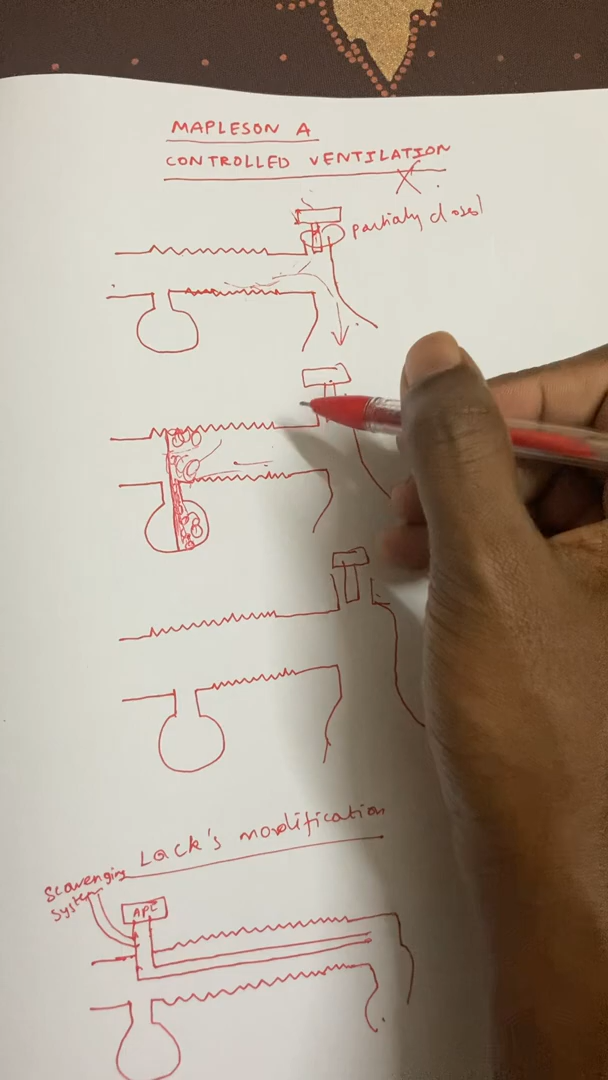 MAPLESON A
CONTROLLED VENTILATION
X
partially closed
Lack's modification
Scavenging
system
APL